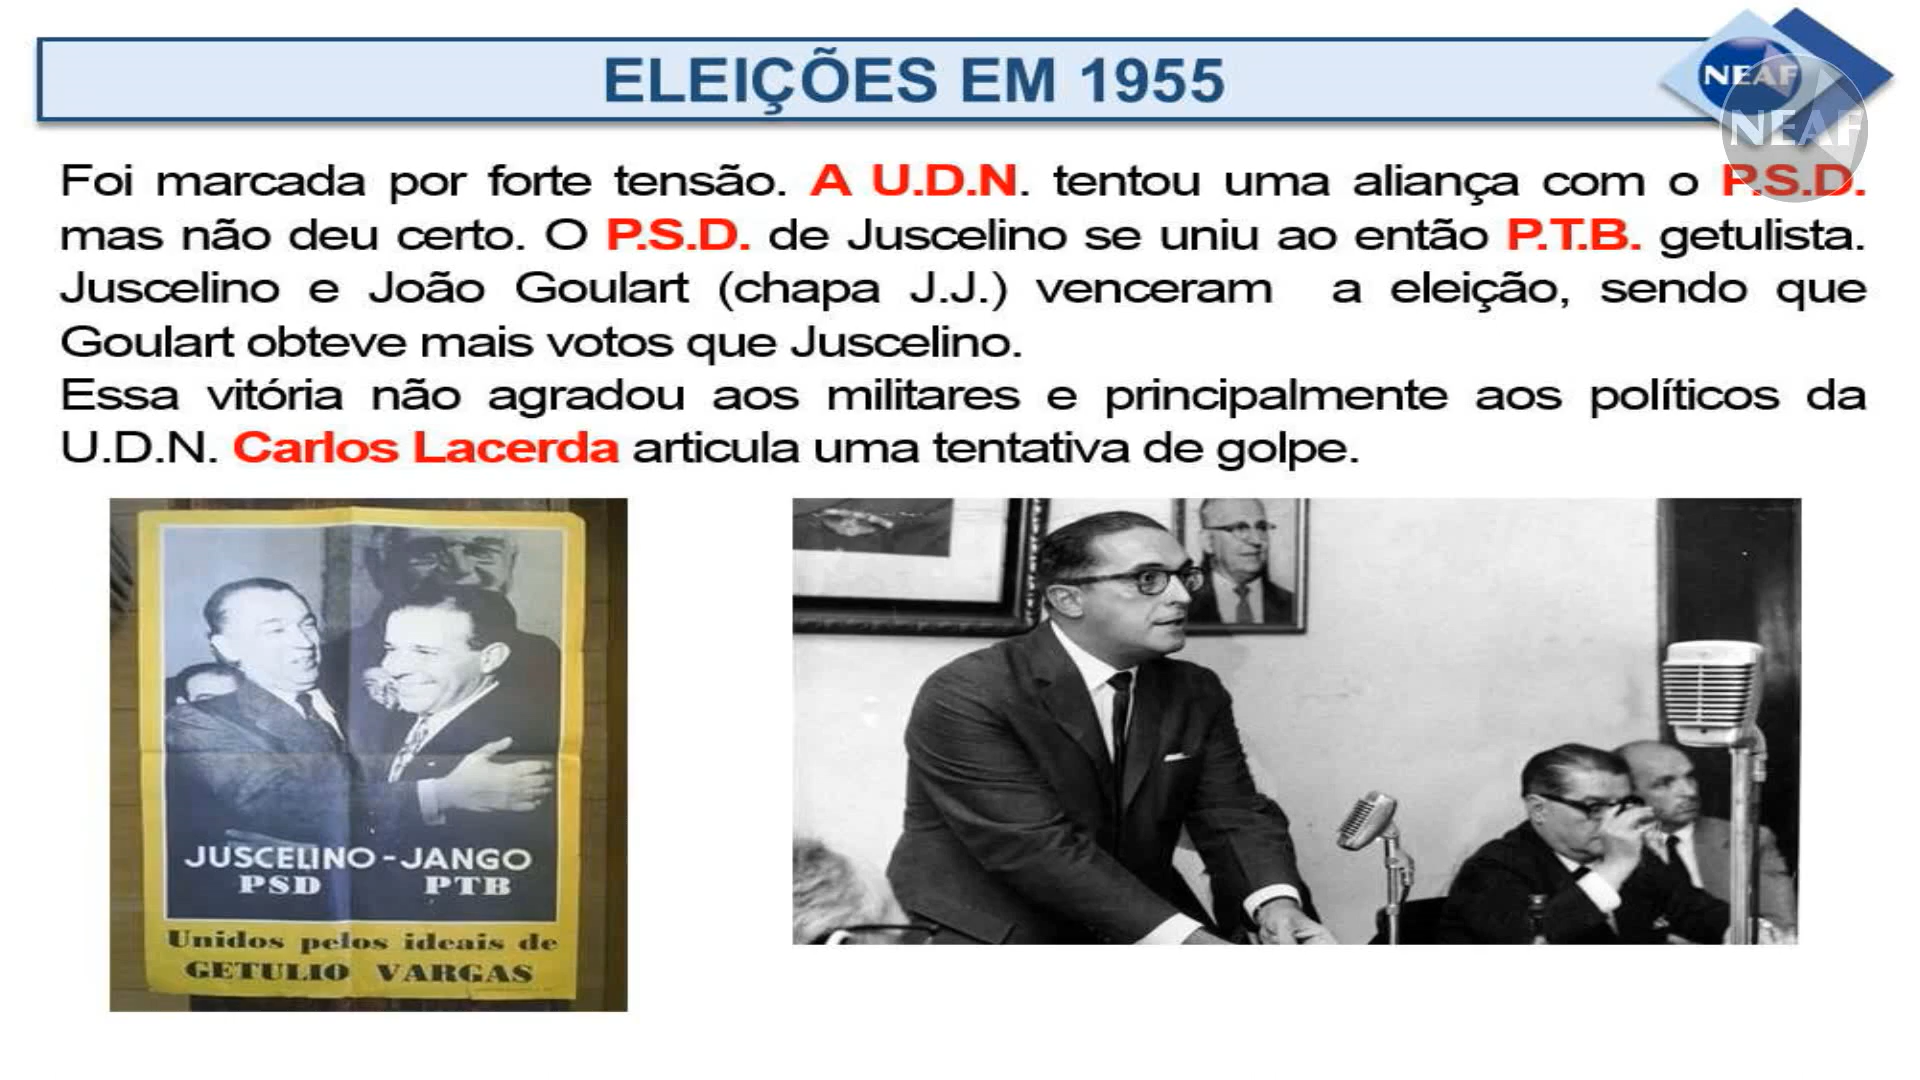 ELEIÇÕES EM 1955
NEAF
NEAF
Foi marcada por forte tensão. A U.D.N. tentou uma aliança com o P.S.D.
mas não deu certo. O P.S.D. de Juscelino se uniu ao então P.T.B. getulista.
Juscelino e João Goulart (chapa J.J.) venceram a eleição, sendo que
Goulart obteve mais votos que Juscelino.
Essa vitória não agradou aos militares e principalmente aos políticos da
U.D.N. Carlos Lacerda articula uma tentativa de golpe.
JUSCELINO - JANGO
PSD PTB
Unidos pelos ideais de
GETULIO VARGAS